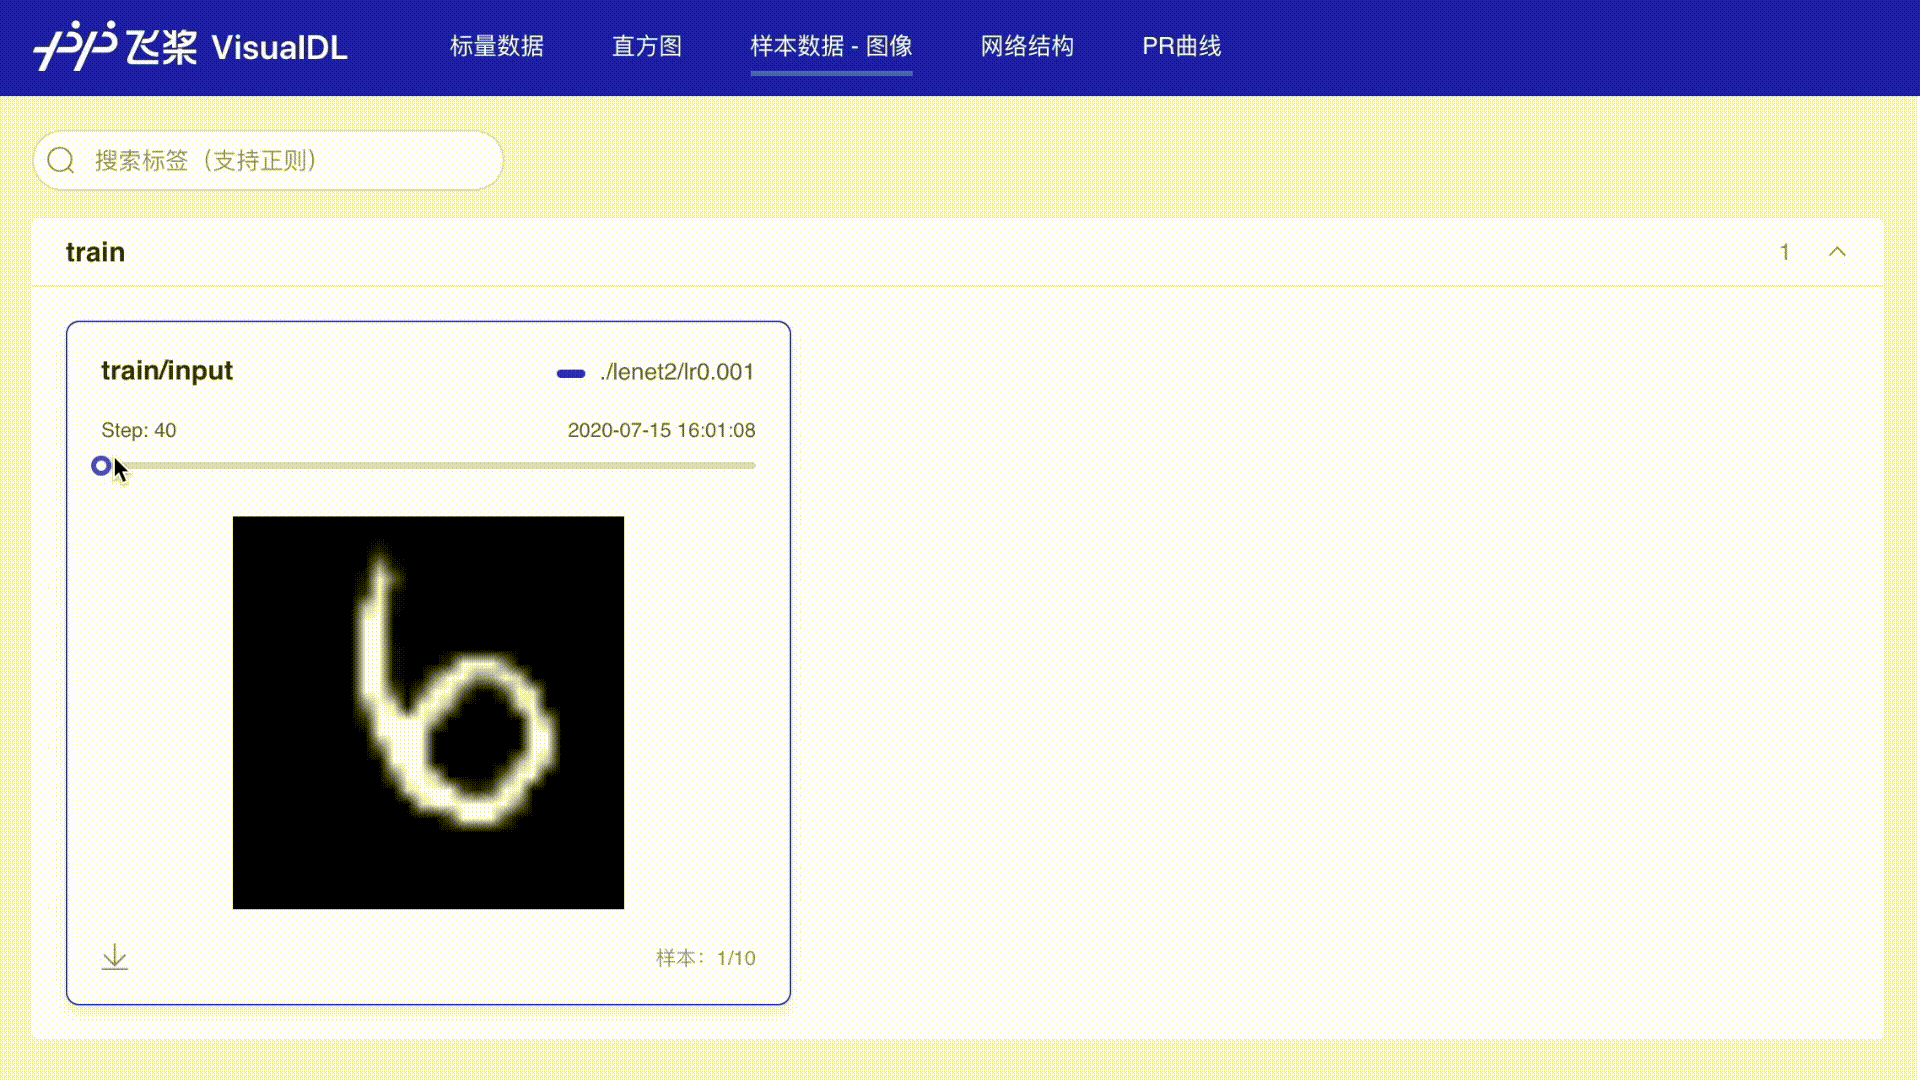 飞桨 VisualDL 标量数据 直方图 样本数据 - 图像 网络结构 PR曲线
搜索标签（支持正则）
train 1
train/input ./lenet2/lr0.001
Step: 40 2020-07-15 16:01:08
6
样本：1/10